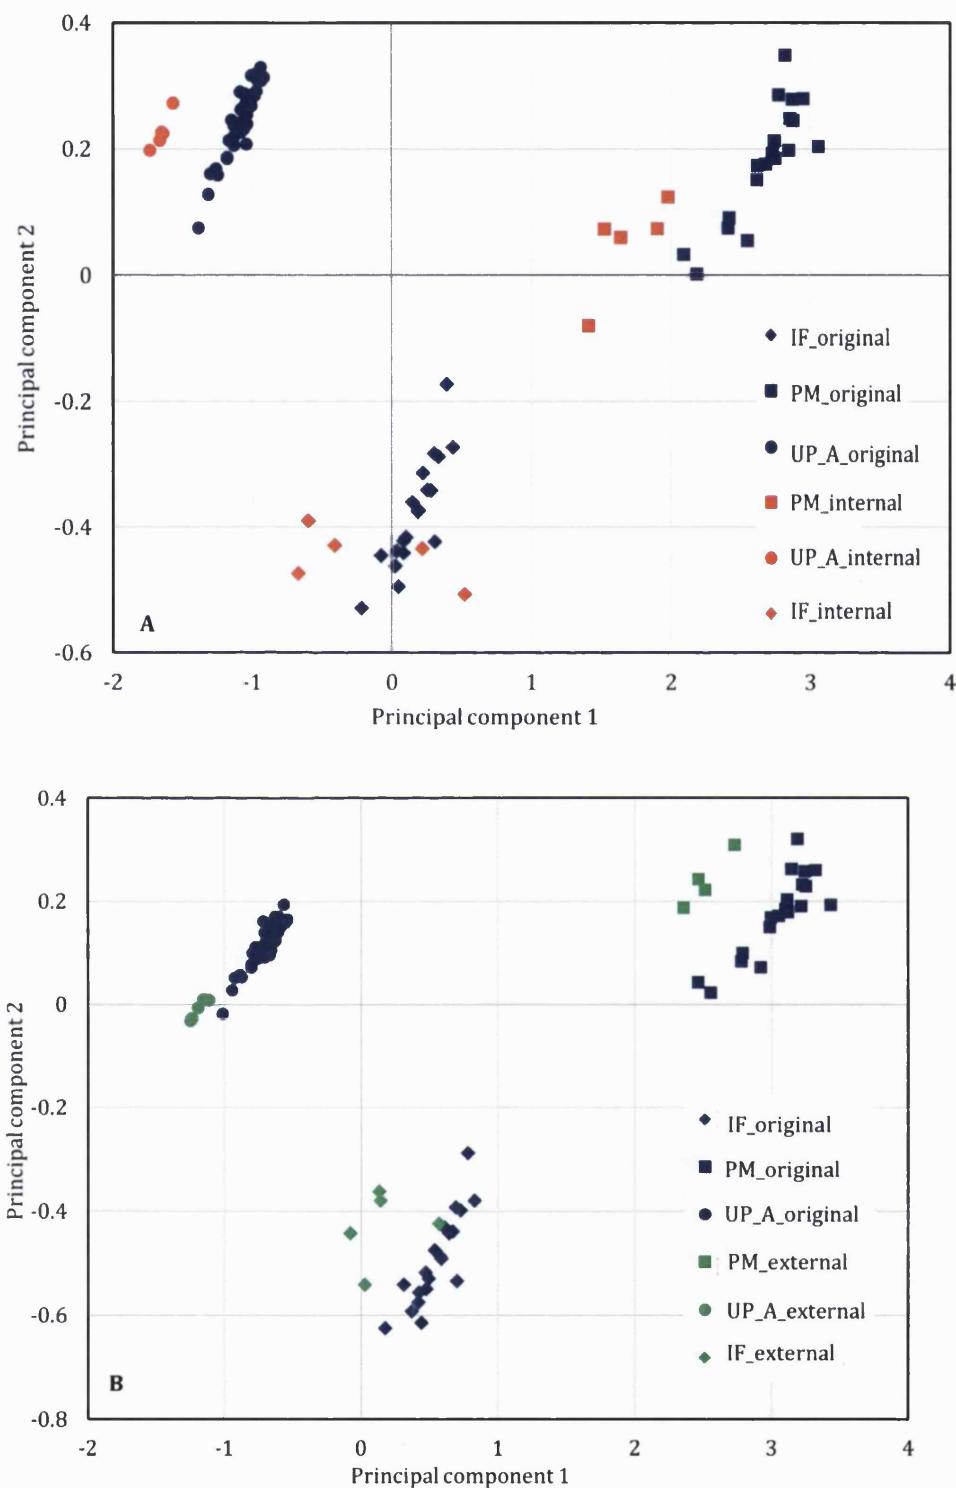 0.4
0.2
0
-0.2
-0.4
-0.6
Principal component 2
IF_original
PM_original
UP_A_original
PM_internal
UP_A_internal
IF_internal
A
-2 -1 0 1 2 3 4
Principal component 1
0.4
0.2
0
-0.2
-0.4
-0.6
-0.8
Principal component 2
IF_original
PM_original
UP_A_original
PM_external
UP_A_external
IF_external
B
-2 -1 0 1 2 3 4
Principal component 1